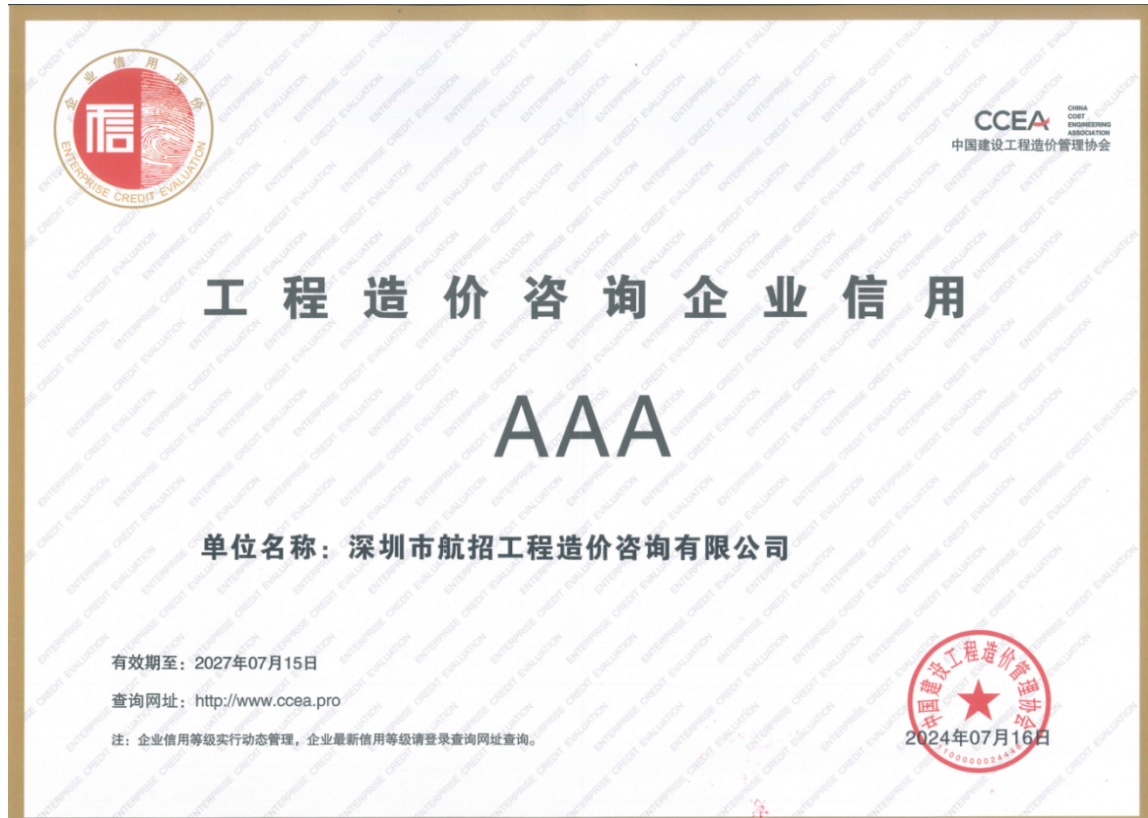 企业信用评价
信
ENTERPRISE CREDIT EVALUATION
CCEA
CHINA
COST
ENGINEERING
ASSOCIATION
中国建设工程造价管理协会
工程造价咨询企业信用
AAA
单位名称：深圳市航招工程造价咨询有限公司
有效期至：2027年07月15日
查询网址：http://www.ccea.pro
注：企业信用等级实行动态管理，企业最新信用等级请登录查询网址查询。
中国建设工程造价管理协会
2024年07月16日